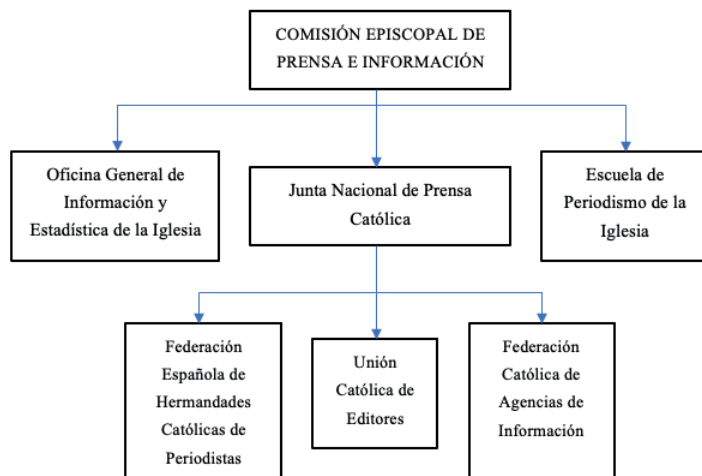 COMISIÓN EPISCOPAL DE
PRENSA E INFORMACIÓN
Oficina General de
Información y
Estadística de la Iglesia
Junta Nacional de Prensa
Católica
Escuela de
Periodismo de la
Iglesia
Federación
Española de
Hermandades
Católicas de
Periodistas
Unión
Católica de
Editores
Federación
Católica de
Agencias de
Información